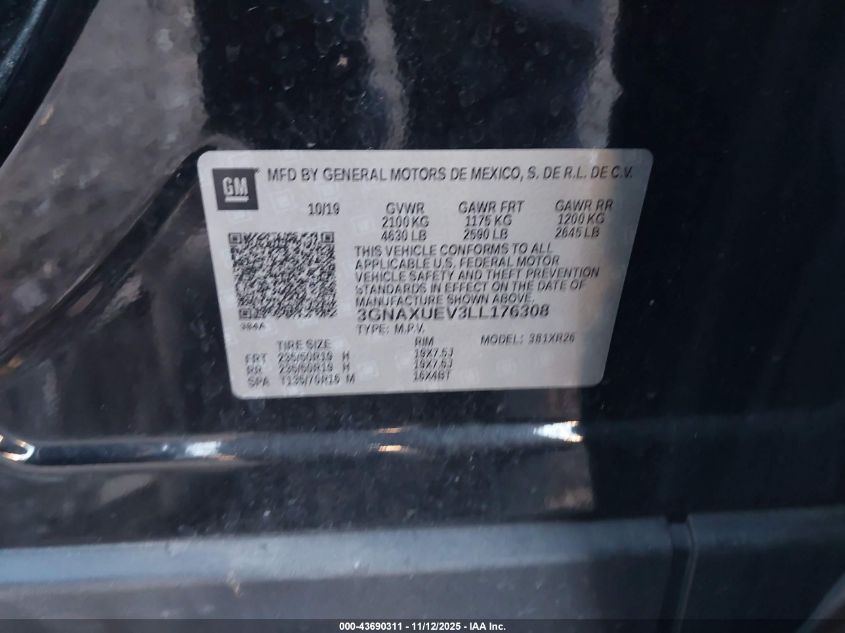 GM
MFD BY GENERAL MOTORS DE MEXICO, S. DE R.L. DE C.V.
10/19 GVWR GAWR FRT GAWR RR
2100 KG 1175 KG 1200 KG
4630 LB 2590 LB 2645 LB
THIS VEHICLE CONFORMS TO ALL
APPLICABLE U.S. FEDERAL MOTOR
VEHICLE SAFETY AND THEFT PREVENTION
STANDARDS IN EFFECT ON THE DATE OF
MANUFACTURE SHOWN ABOVE.
3GNAXUEV3LL176308
384A
TYPE: M.P.V. MODEL: 381XR26
TIRE SIZE RIM
FRT 235/50R19 H 19X7.5J
RR 235/50R19 H 19X7.5J
SPA T135/70R16 M 16X4BT
000-43690311 - 11/12/2025 - IAA Inc.